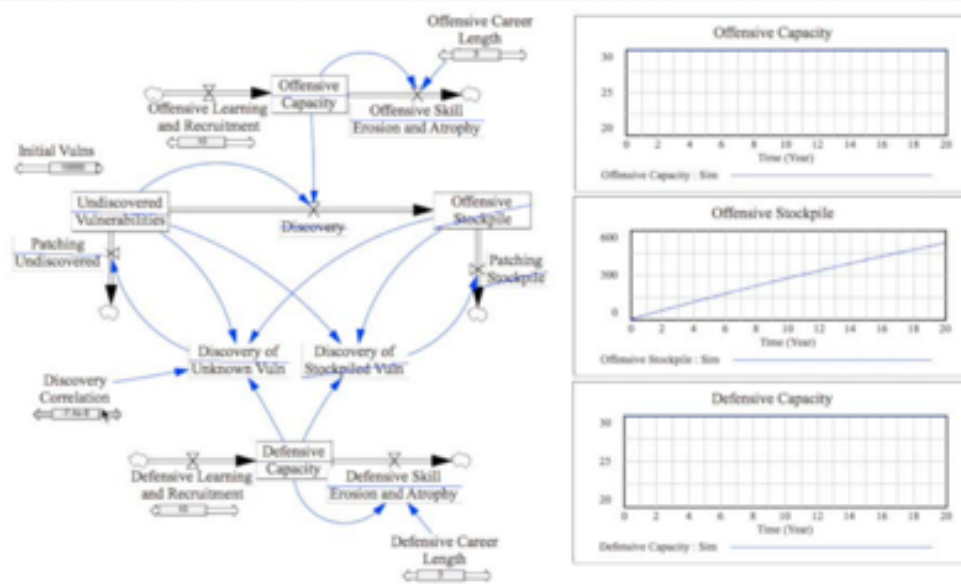 Offensive Career
Length
Offensive
Capacity
Offensive Learning
and Recruitment
10
Offensive Skill
Erosion and Atrophy
Initial Vulns
10000
Undiscovered
Vulnerabilities
Discovery
Offensive
Stockpile
Patching
Undiscovered
Patching
Stockpile
Discovery of
Unknown Vuln
Discovery of
Stockpiled Vuln
Discovery
Correlation
Defensive
Capacity
Defensive Learning
and Recruitment
10
Defensive Skill
Erosion and Atrophy
Defensive Career
Length
3
Offensive Capacity
30
25
20
0 2 4 6 8 10 12 14 16 18 20
Time (Year)
Offensive Capacity : Sim
Offensive Stockpile
600
300
0
0 2 4 6 8 10 12 14 16 18 20
Time (Year)
Offensive Stockpile : Sim
Defensive Capacity
30
25
20
0 2 4 6 8 10 12 14 16 18 20
Time (Year)
Defensive Capacity : Sim